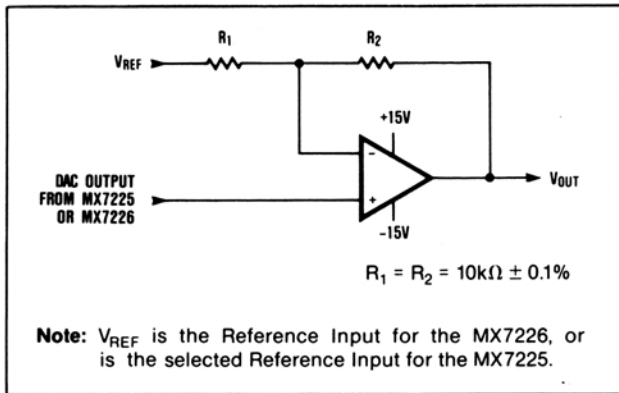 R₁
R₂
VREF
+15V
−
DAC OUTPUT
FROM MX7225
OR MX7226
+
VOUT
−15V
R₁ = R₂ = 10kΩ ± 0.1%
Note: VREF is the Reference Input for the MX7226, or
is the selected Reference Input for the MX7225.